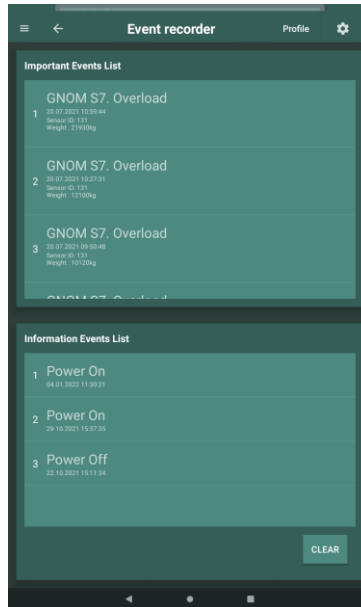 Event recorder
Profile
Important Events List
1
GNOM S7. Overload
20.07.2021 10:59:44
Sensor ID: 131
Weight : 21930kg
2
GNOM S7. Overload
20.07.2021 10:27:31
Sensor ID: 131
Weight : 12100kg
3
GNOM S7. Overload
20.07.2021 09:50:48
Sensor ID: 131
Weight : 10120kg
GNOM S7. Overload
Information Events List
1
Power On
04.01.2022 11:30:21
2
Power On
29.10.2021 15:57:35
3
Power Off
22.10.2021 15:11:34
CLEAR